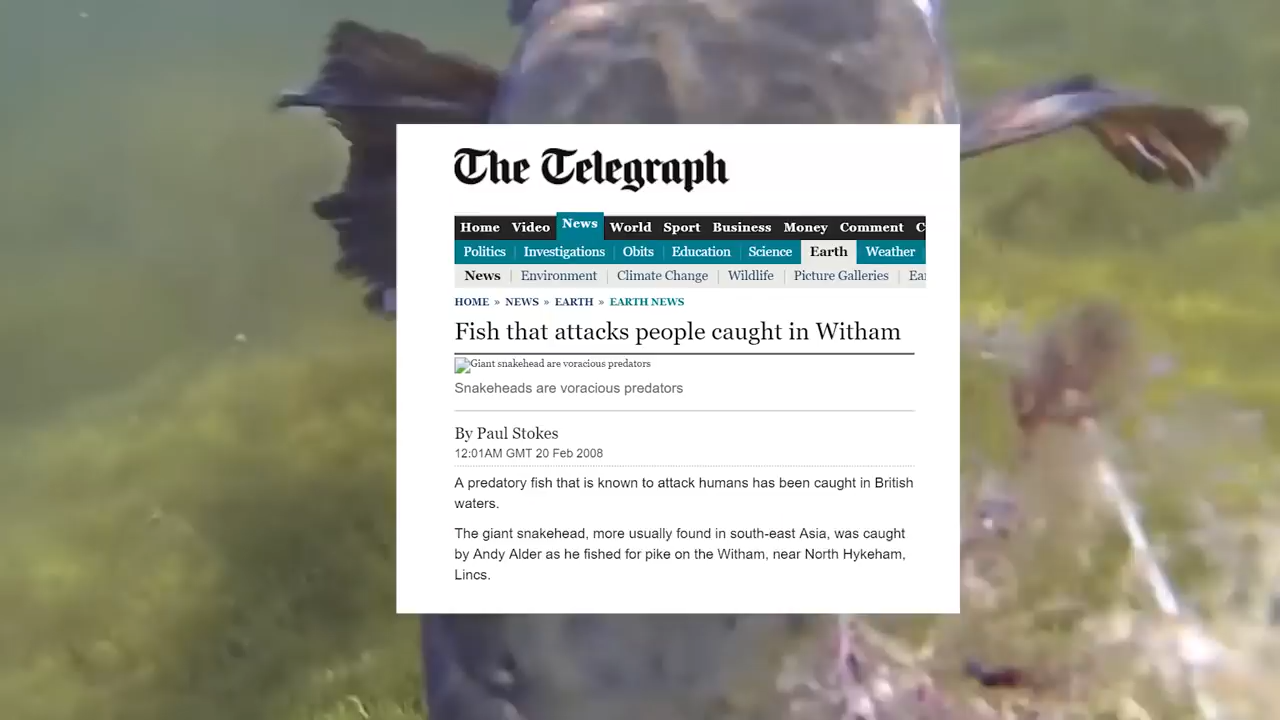 The Telegraph
Home Video News World Sport Business Money Comment C
Politics Investigations Obits Education Science Earth Weather
News Environment Climate Change Wildlife Picture Galleries Ear
HOME » NEWS » EARTH » EARTH NEWS
Fish that attacks people caught in Witham
Giant snakehead are voracious predators
Snakeheads are voracious predators
By Paul Stokes
12:01AM GMT 20 Feb 2008
A predatory fish that is known to attack humans has been caught in British
waters.
The giant snakehead, more usually found in south-east Asia, was caught
by Andy Alder as he fished for pike on the Witham, near North Hykeham,
Lincs.